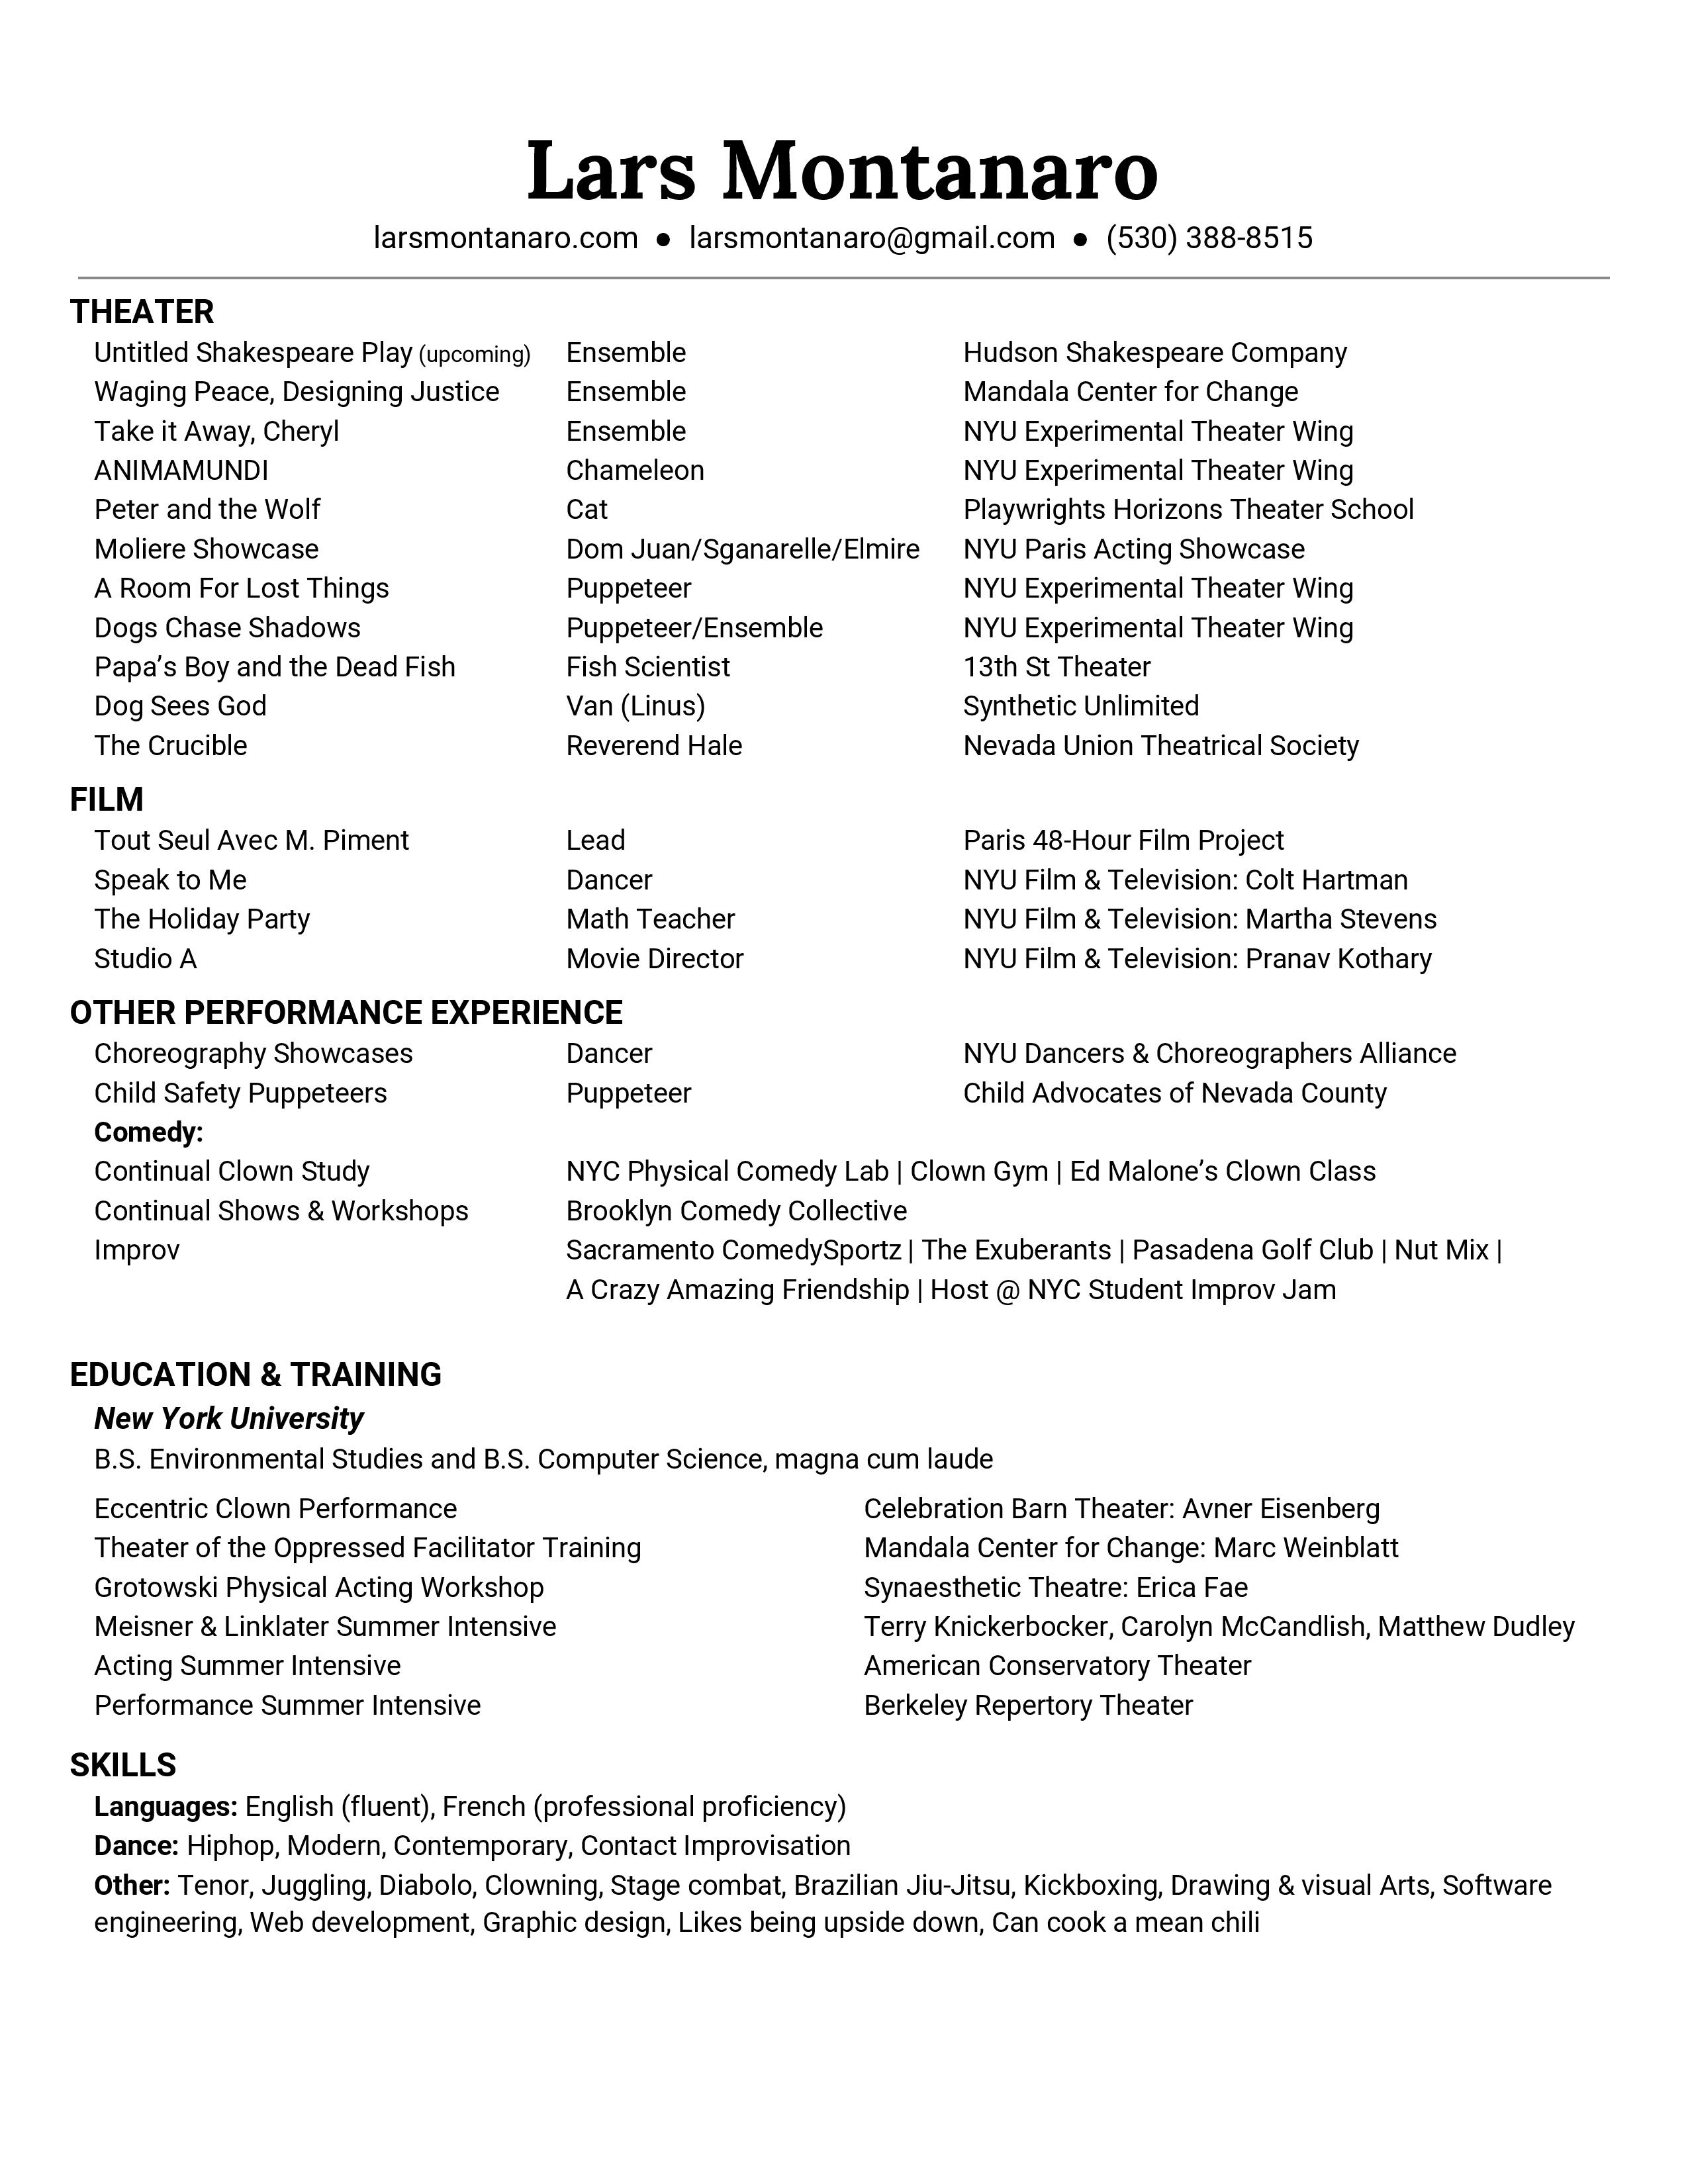 Lars Montanaro
larsmontanaro.com ● larsmontanaro@gmail.com ● (530) 388-8515
THEATER
Untitled Shakespeare Play (upcoming) Ensemble Hudson Shakespeare Company
Waging Peace, Designing Justice Ensemble Mandala Center for Change
Take it Away, Cheryl Ensemble NYU Experimental Theater Wing
ANIMAMUNDI Chameleon NYU Experimental Theater Wing
Peter and the Wolf Cat Playwrights Horizons Theater School
Moliere Showcase Dom Juan/Sganarelle/Elmire NYU Paris Acting Showcase
A Room For Lost Things Puppeteer NYU Experimental Theater Wing
Dogs Chase Shadows Puppeteer/Ensemble NYU Experimental Theater Wing
Papa’s Boy and the Dead Fish Fish Scientist 13th St Theater
Dog Sees God Van (Linus) Synthetic Unlimited
The Crucible Reverend Hale Nevada Union Theatrical Society
FILM
Tout Seul Avec M. Piment Lead Paris 48-Hour Film Project
Speak to Me Dancer NYU Film & Television: Colt Hartman
The Holiday Party Math Teacher NYU Film & Television: Martha Stevens
Studio A Movie Director NYU Film & Television: Pranav Kothary
OTHER PERFORMANCE EXPERIENCE
Choreography Showcases Dancer NYU Dancers & Choreographers Alliance
Child Safety Puppeteers Puppeteer Child Advocates of Nevada County
Comedy:
Continual Clown Study NYC Physical Comedy Lab | Clown Gym | Ed Malone’s Clown Class
Continual Shows & Workshops Brooklyn Comedy Collective
Improv Sacramento ComedySportz | The Exuberants | Pasadena Golf Club | Nut Mix |
A Crazy Amazing Friendship | Host @ NYC Student Improv Jam
EDUCATION & TRAINING
New York University
B.S. Environmental Studies and B.S. Computer Science, magna cum laude
Eccentric Clown Performance Celebration Barn Theater: Avner Eisenberg
Theater of the Oppressed Facilitator Training Mandala Center for Change: Marc Weinblatt
Grotowski Physical Acting Workshop Synaesthetic Theatre: Erica Fae
Meisner & Linklater Summer Intensive Terry Knickerbocker, Carolyn McCandlish, Matthew Dudley
Acting Summer Intensive American Conservatory Theater
Performance Summer Intensive Berkeley Repertory Theater
SKILLS
Languages: English (fluent), French (professional proficiency)
Dance: Hiphop, Modern, Contemporary, Contact Improvisation
Other: Tenor, Juggling, Diabolo, Clowning, Stage combat, Brazilian Jiu-Jitsu, Kickboxing, Drawing & visual Arts, Software
engineering, Web development, Graphic design, Likes being upside down, Can cook a mean chili